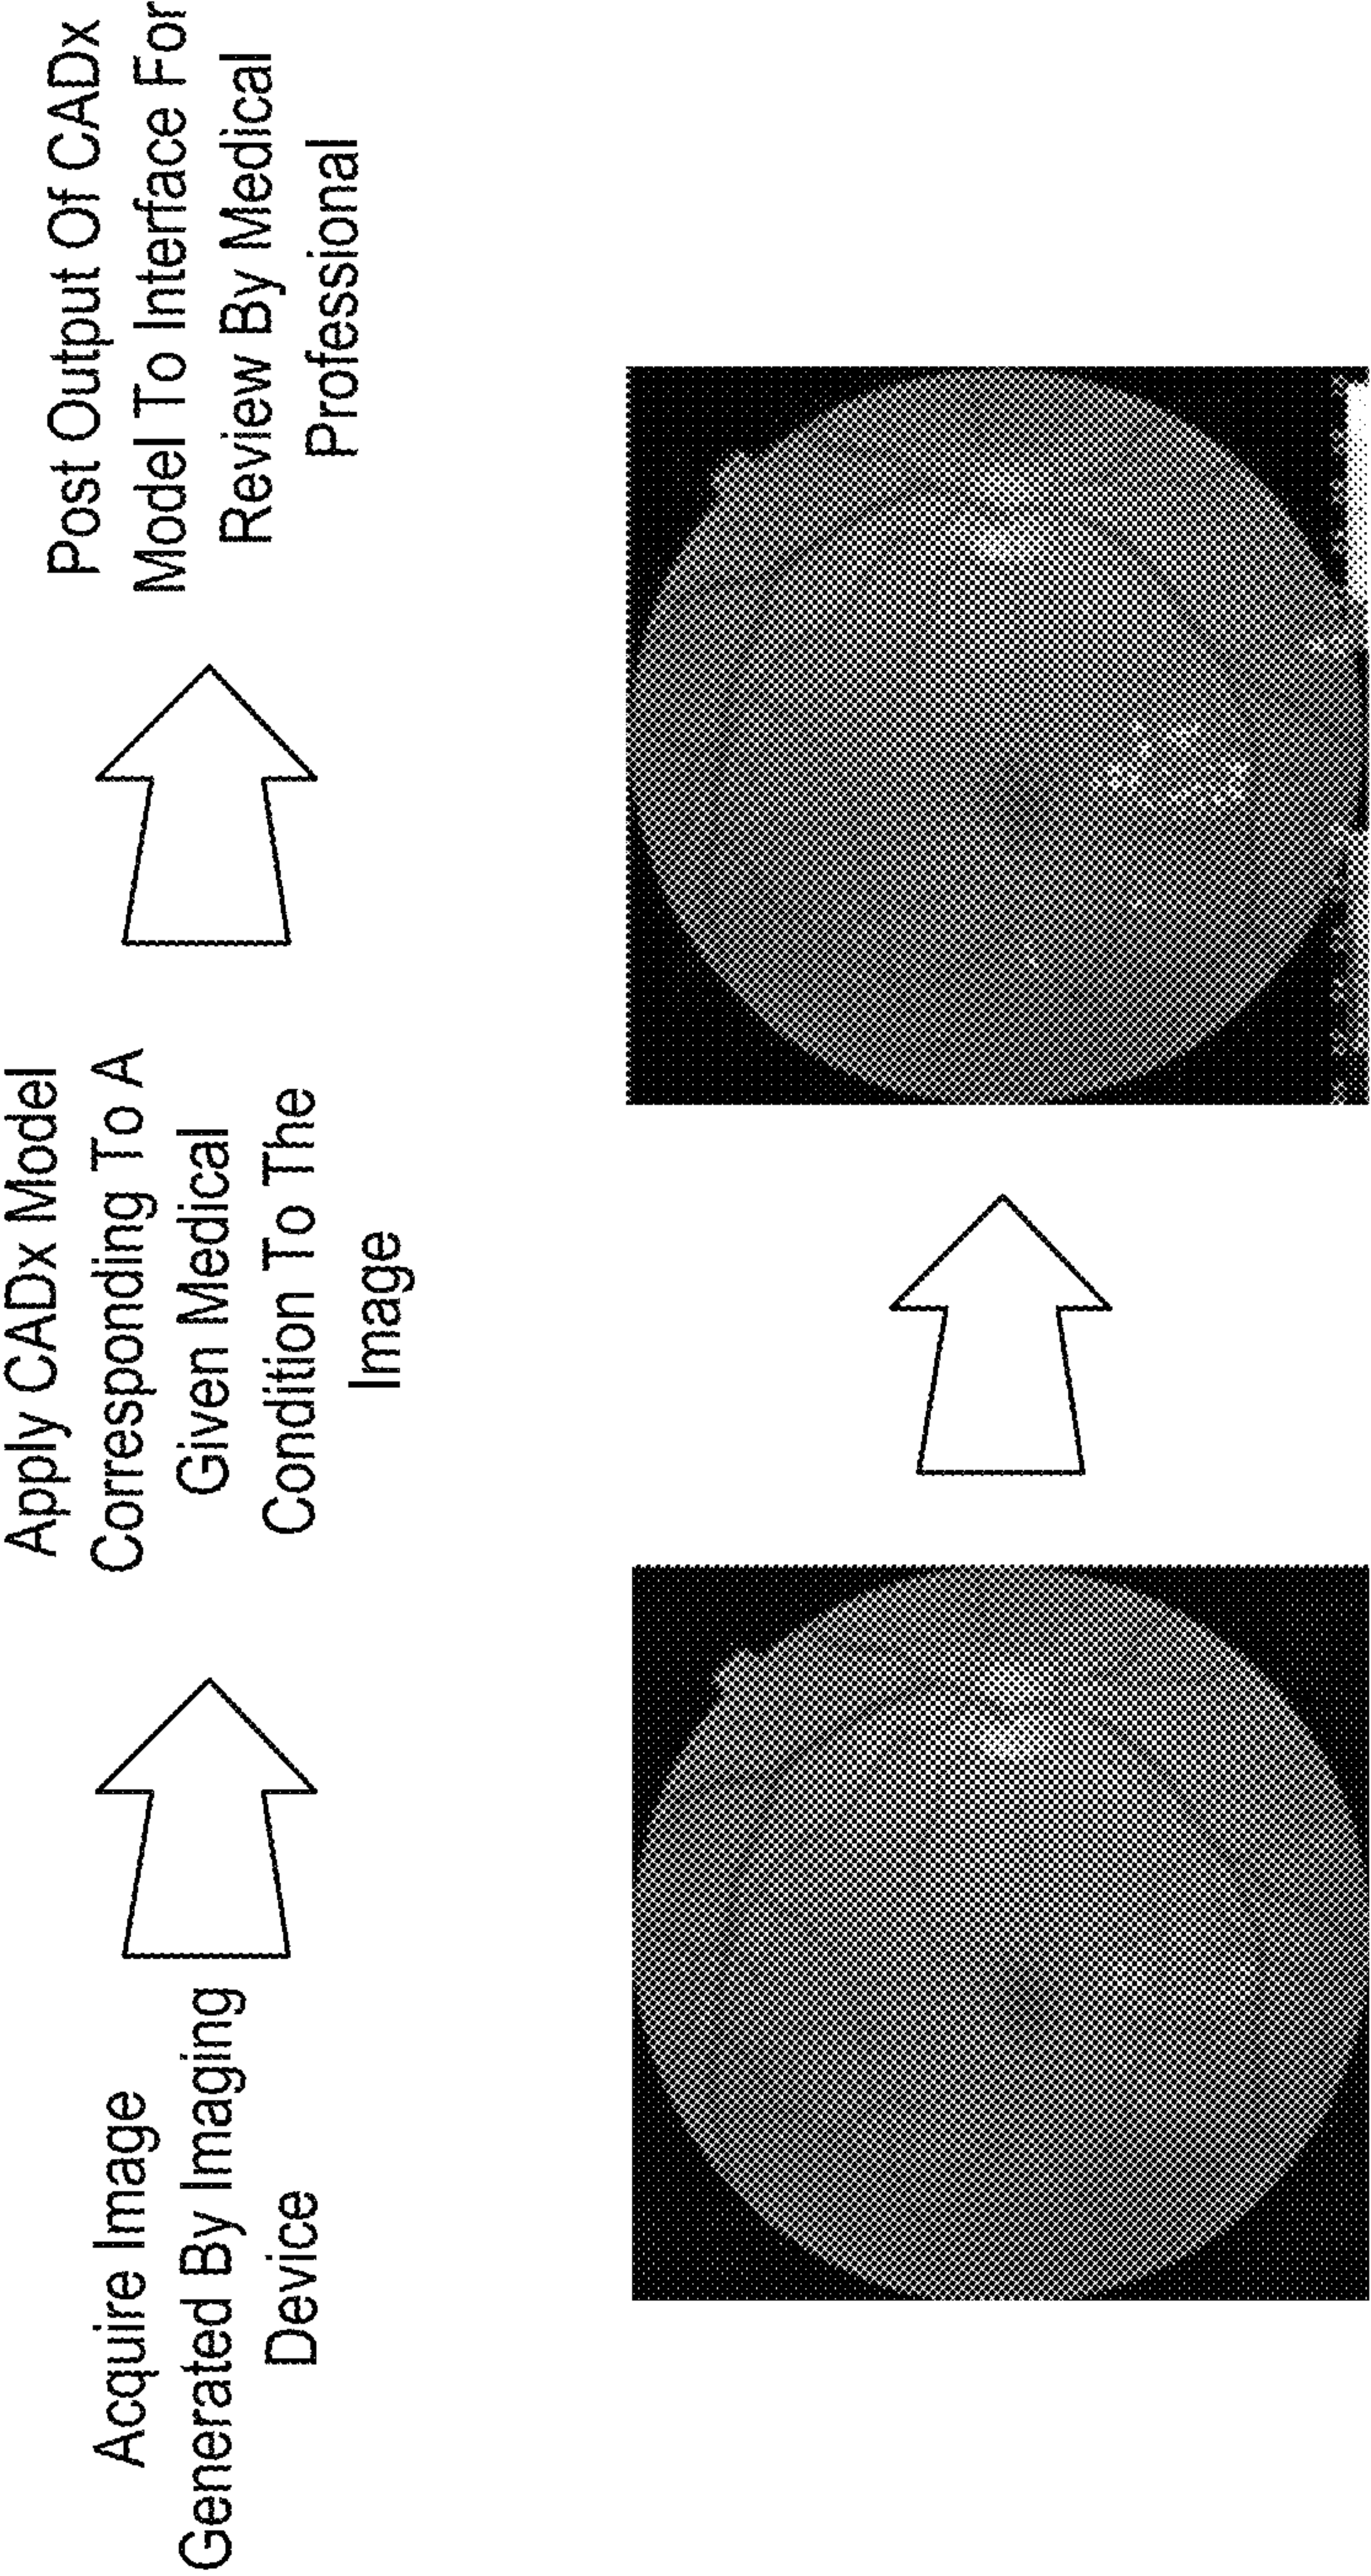 Acquire Image
Generated By Imaging
Device
Apply CADx Model
Corresponding To A
Given Medical
Condition To The
Image
Post Output Of CADx
Model To Interface For
Review By Medical
Professional